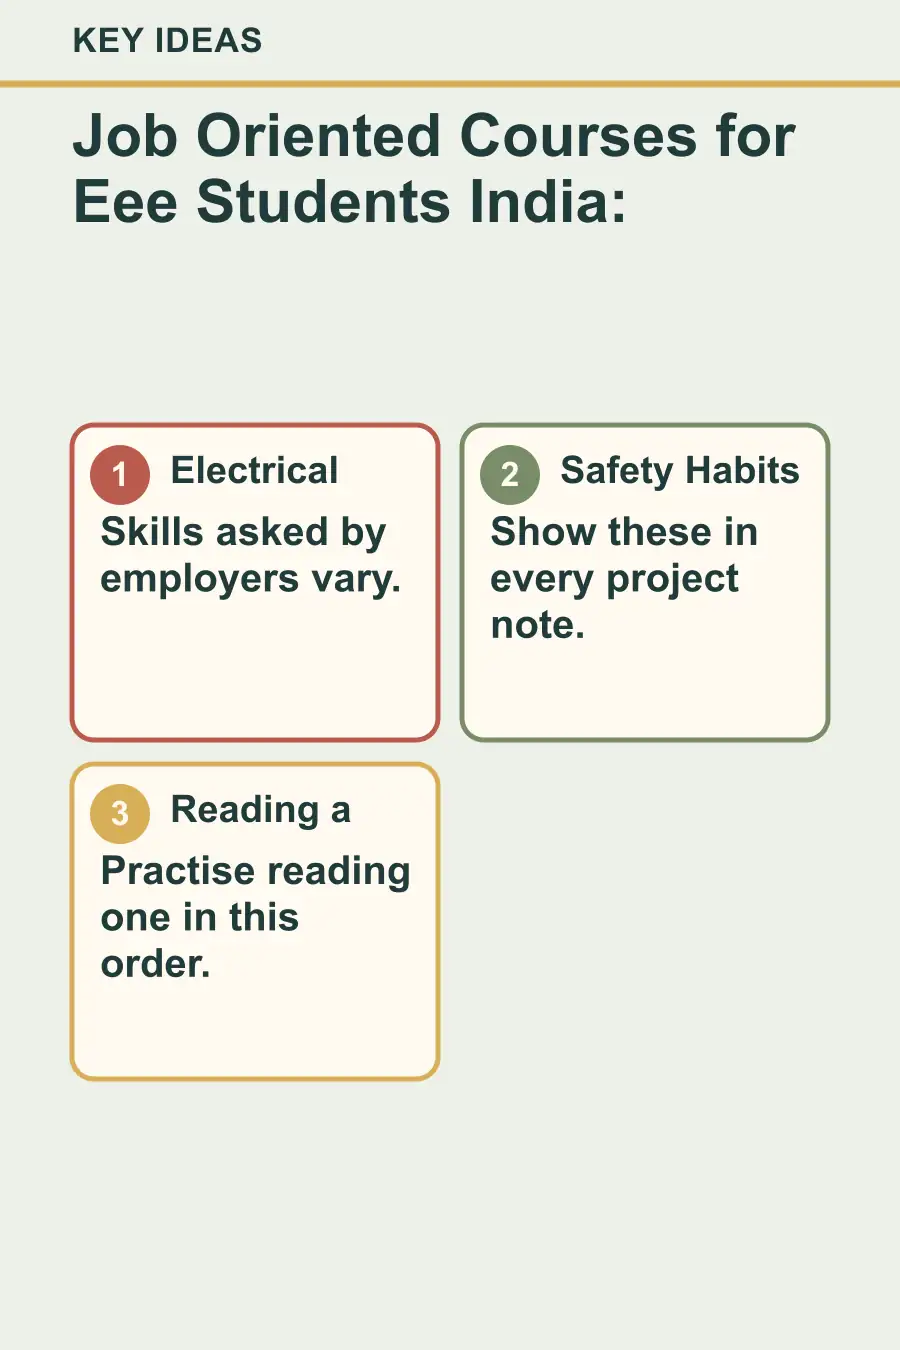 KEY IDEAS
Job Oriented Courses for
Eee Students India:
1 Electrical
Skills asked by
employers vary.
2 Safety Habits
Show these in
every project
note.
3 Reading a
Practise reading
one in this
order.